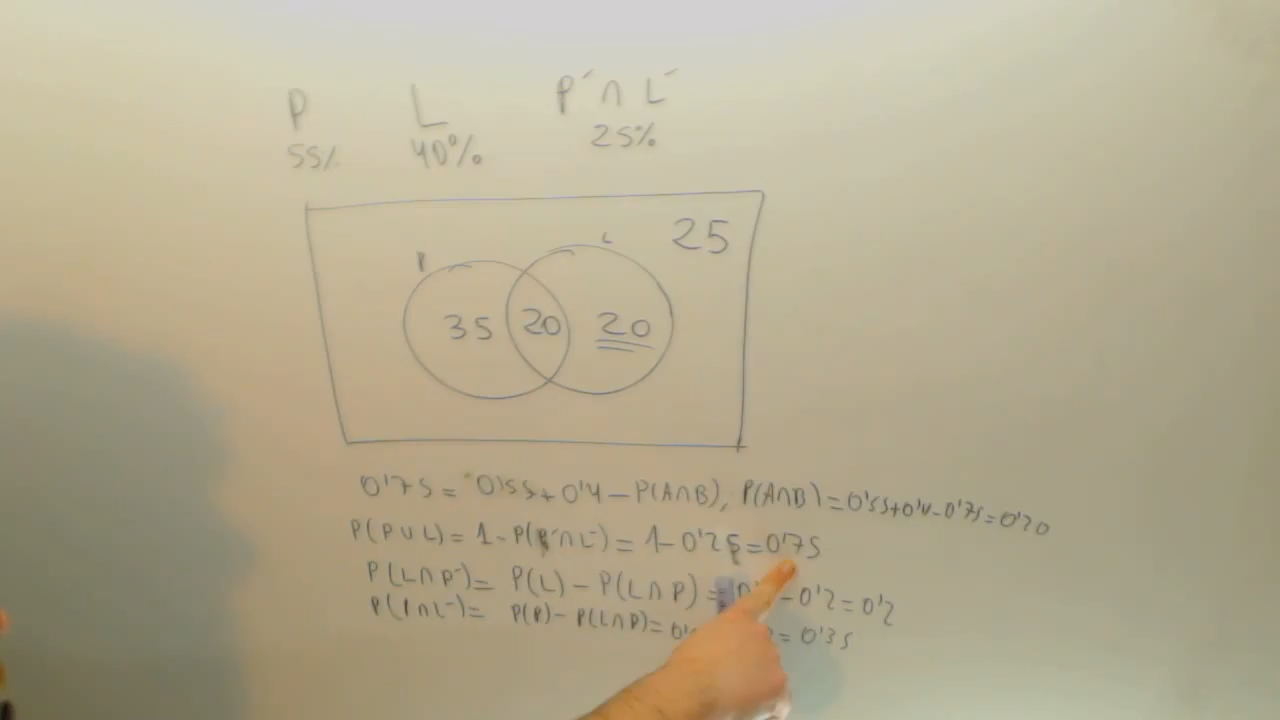 P L P´∩ L´
55% 40% 25%
25
P L
35 20 20
0'75 = 0'55 + 0'4 – P(A∩B), P(A∩B) = 0'55+0'4–0'75=0'20
P(P∪L) = 1 – P(P´∩L´) = 1–0'25=0'75
P(L∩P´) = P(L) – P(L∩P) = –0'2=0'2
P(P∩L´) = P(P) – P(L∩P) = = 0'35